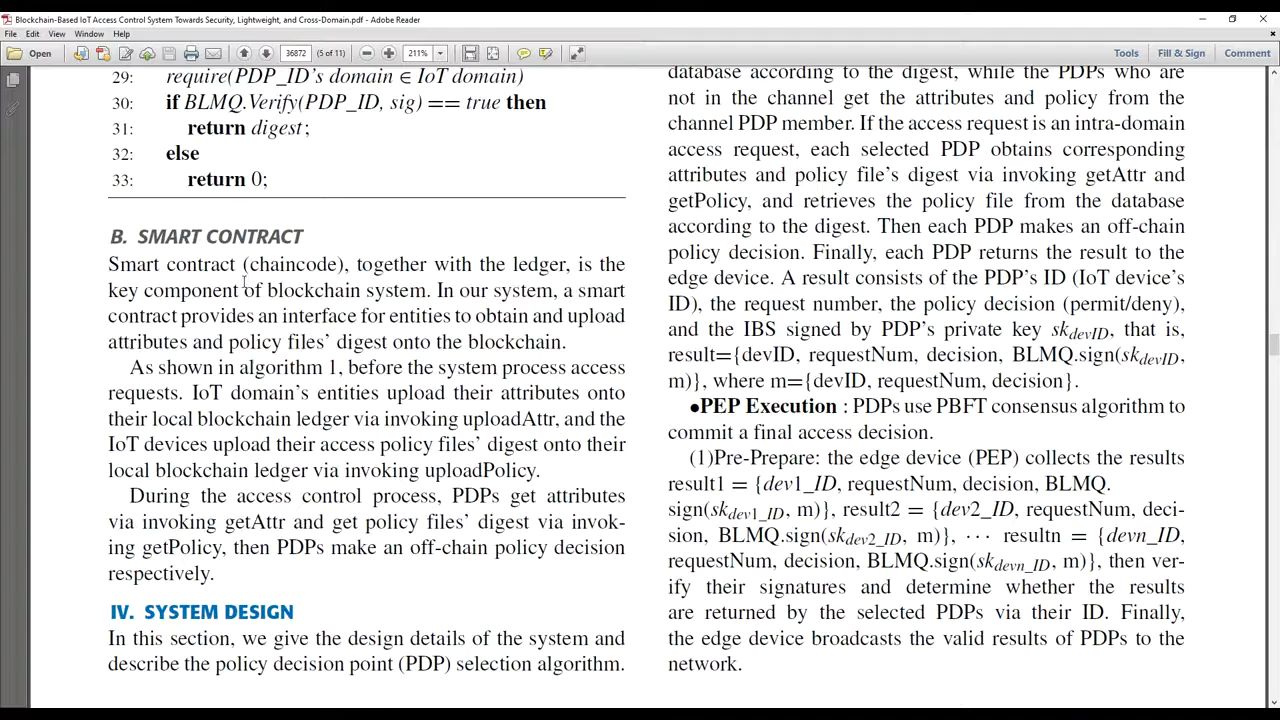 Blockchain-Based IoT Access Control System Towards Security, Lightweight, and Cross-Domain.pdf - Adobe Reader
File Edit View Window Help
Open 36872 (5 of 11) 211% Tools Fill & Sign Comment
29: require(PDP_ID's domain ∈ IoT domain)
30: if BLMQ.Verify(PDP_ID, sig) == true then
31: return digest;
32: else
33: return 0;
B. SMART CONTRACT
Smart contract (chaincode), together with the ledger, is the
key component of blockchain system. In our system, a smart
contract provides an interface for entities to obtain and upload
attributes and policy files' digest onto the blockchain.
As shown in algorithm 1, before the system process access
requests. IoT domain's entities upload their attributes onto
their local blockchain ledger via invoking uploadAttr, and the
IoT devices upload their access policy files' digest onto their
local blockchain ledger via invoking uploadPolicy.
During the access control process, PDPs get attributes
via invoking getAttr and get policy files' digest via invok-
ing getPolicy, then PDPs make an off-chain policy decision
respectively.
IV. SYSTEM DESIGN
In this section, we give the design details of the system and
describe the policy decision point (PDP) selection algorithm.
database according to the digest, while the PDPs who are
not in the channel get the attributes and policy from the
channel PDP member. If the access request is an intra-domain
access request, each selected PDP obtains corresponding
attributes and policy file's digest via invoking getAttr and
getPolicy, and retrieves the policy file from the database
according to the digest. Then each PDP makes an off-chain
policy decision. Finally, each PDP returns the result to the
edge device. A result consists of the PDP's ID (IoT device's
ID), the request number, the policy decision (permit/deny),
and the IBS signed by PDP's private key sk_devID, that is,
result={devID, requestNum, decision, BLMQ.sign(sk_devID,
m)}, where m={devID, requestNum, decision}.
●PEP Execution : PDPs use PBFT consensus algorithm to
commit a final access decision.
(1)Pre-Prepare: the edge device (PEP) collects the results
result1 = {dev1_ID, requestNum, decision, BLMQ.
sign(sk_dev1_ID, m)}, result2 = {dev2_ID, requestNum, deci-
sion, BLMQ.sign(sk_dev2_ID, m)}, ⋯ resultn = {devn_ID,
requestNum, decision, BLMQ.sign(sk_devn_ID, m)}, then ver-
ify their signatures and determine whether the results
are returned by the selected PDPs via their ID. Finally,
the edge device broadcasts the valid results of PDPs to the
network.